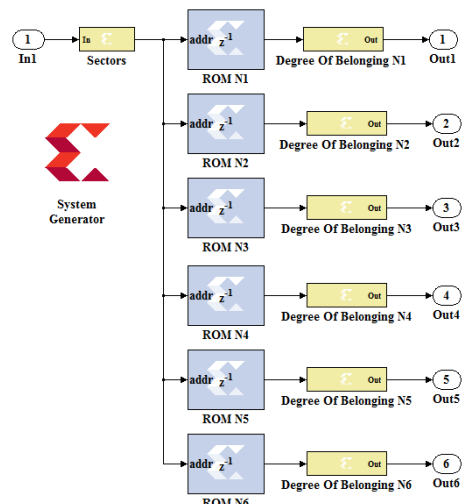 1
In1
In
Sectors
addr z-1
ROM N1
Out
Degree Of Belonging N1
1
Out1
addr z-1
ROM N2
Out
Degree Of Belonging N2
2
Out2
System
Generator
addr z-1
ROM N3
Out
Degree Of Belonging N3
3
Out3
addr z-1
ROM N4
Out
Degree Of Belonging N4
4
Out4
addr z-1
ROM N5
Out
Degree Of Belonging N5
5
Out5
addr z-1
ROM N6
Out
Degree Of Belonging N6
6
Out6